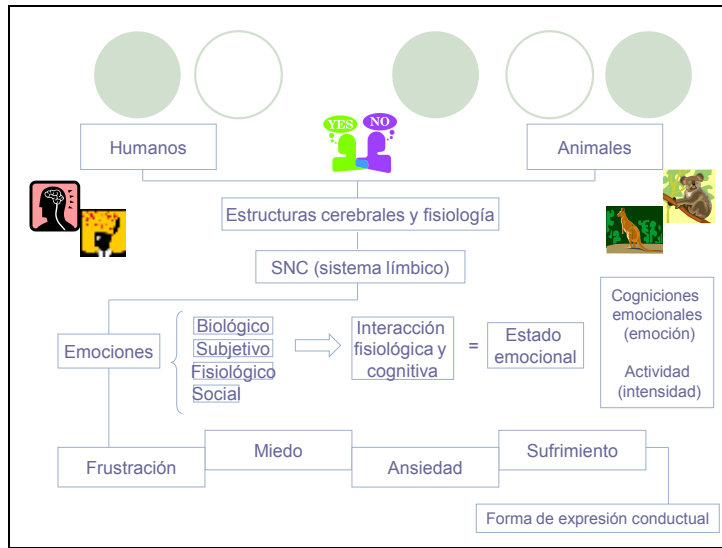 YES
NO
Humanos
Animales
Estructuras cerebrales y fisiología
SNC (sistema límbico)
Emociones
Biológico
Subjetivo
Fisiológico
Social
Interacción
fisiológica y
cognitiva
=
Estado
emocional
Cogniciones
emocionales
(emoción)
Actividad
(intensidad)
Frustración
Miedo
Ansiedad
Sufrimiento
Forma de expresión conductual